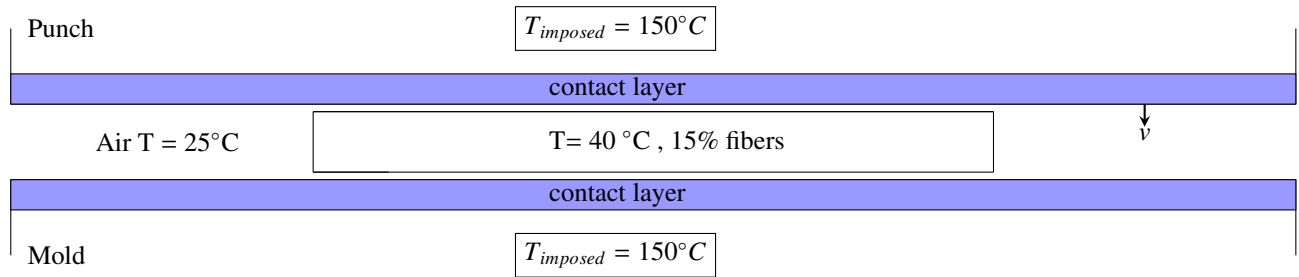 Punch
T_imposed = 150°C
contact layer
Air T = 25°C
T= 40 °C , 15% fibers
v
contact layer
Mold
T_imposed = 150°C